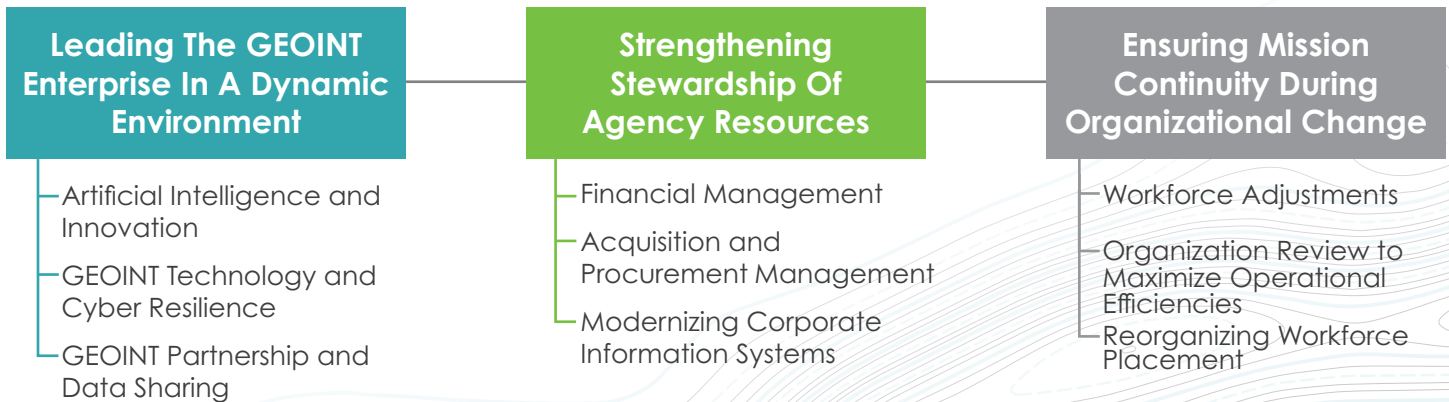 Leading The GEOINT
Enterprise In A Dynamic
Environment
Artificial Intelligence and
Innovation
GEOINT Technology and
Cyber Resilience
GEOINT Partnership and
Data Sharing
Strengthening
Stewardship Of
Agency Resources
Financial Management
Acquisition and
Procurement Management
Modernizing Corporate
Information Systems
Ensuring Mission
Continuity During
Organizational Change
Workforce Adjustments
Organization Review to
Maximize Operational
Efficiencies
Reorganizing Workforce
Placement